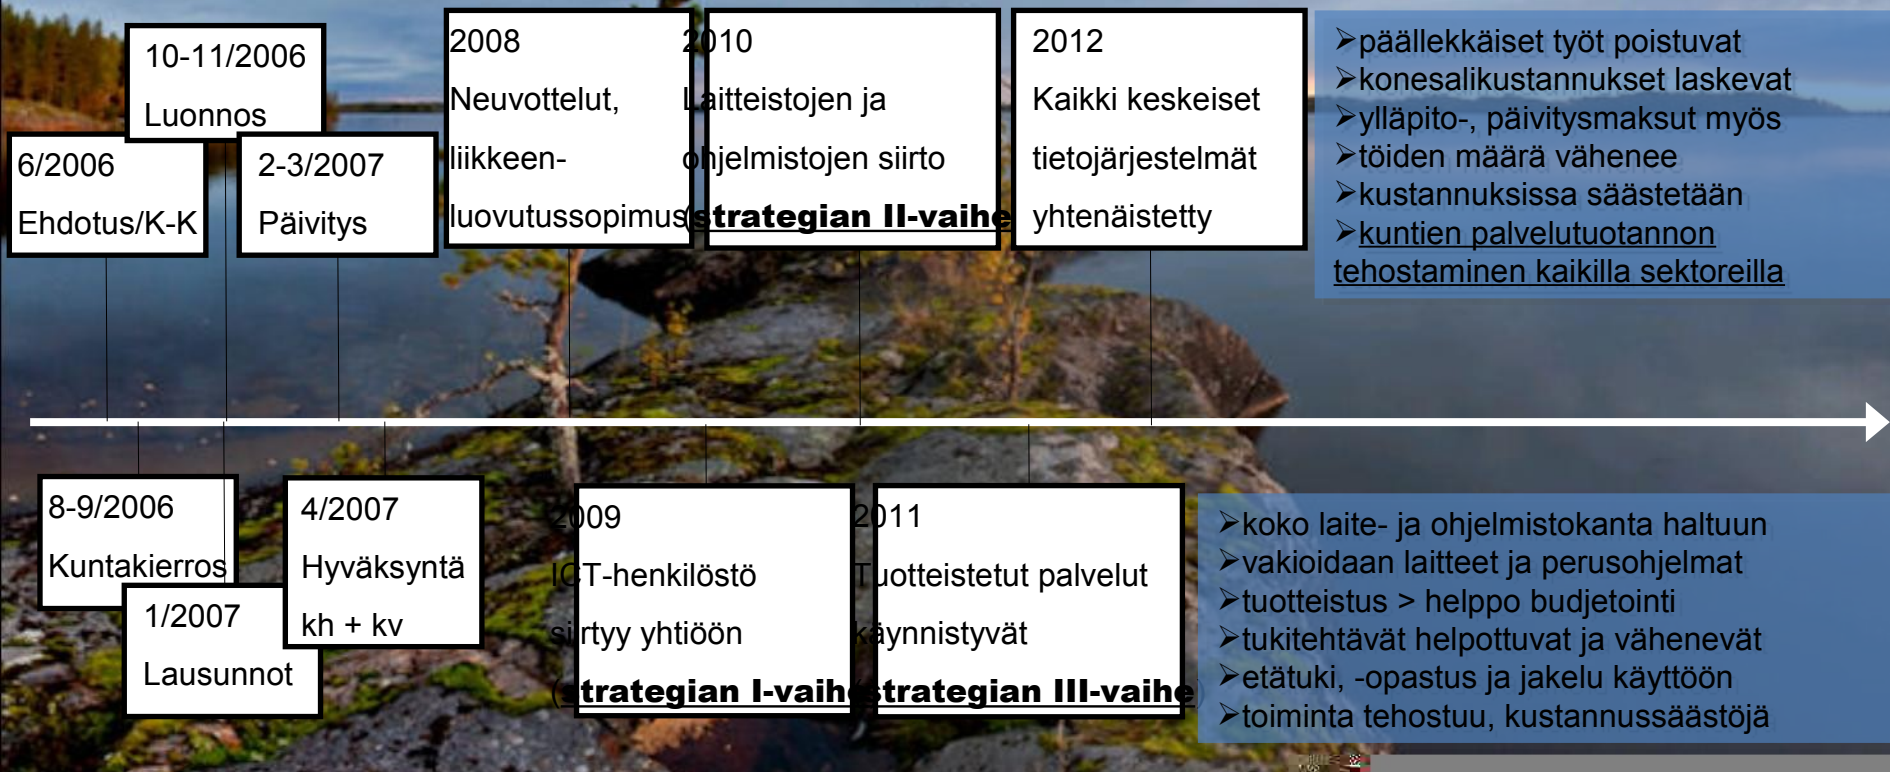 10-11/2006
Luonnos
6/2006
Ehdotus/K-K
2-3/2007
Päivitys
2008
Neuvottelut,
liikkeen-
luovutussopimus
2010
Laitteistojen ja
ohjelmistojen siirto
(strategian II-vaihe
2012
Kaikki keskeiset
tietojärjestelmät
yhtenäistetty
➢päällekkäiset työt poistuvat
➢konesalikustannukset laskevat
➢ylläpito-, päivitysmaksut myös
➢töiden määrä vähenee
➢kustannuksissa säästetään
➢kuntien palvelutuotannon
tehostaminen kaikilla sektoreilla
8-9/2006
Kuntakierros
1/2007
Lausunnot
4/2007
Hyväksyntä
kh + kv
2009
ICT-henkilöstö
siirtyy yhtiöön
(strategian I-vaihe
2011
Tuotteistetut palvelut
käynnistyvät
(strategian III-vaihe)
➢koko laite- ja ohjelmistokanta haltuun
➢vakioidaan laitteet ja perusohjelmat
➢tuotteistus > helppo budjetointi
➢tukitehtävät helpottuvat ja vähenevät
➢etätuki, -opastus ja jakelu käyttöön
➢toiminta tehostuu, kustannussäästöjä